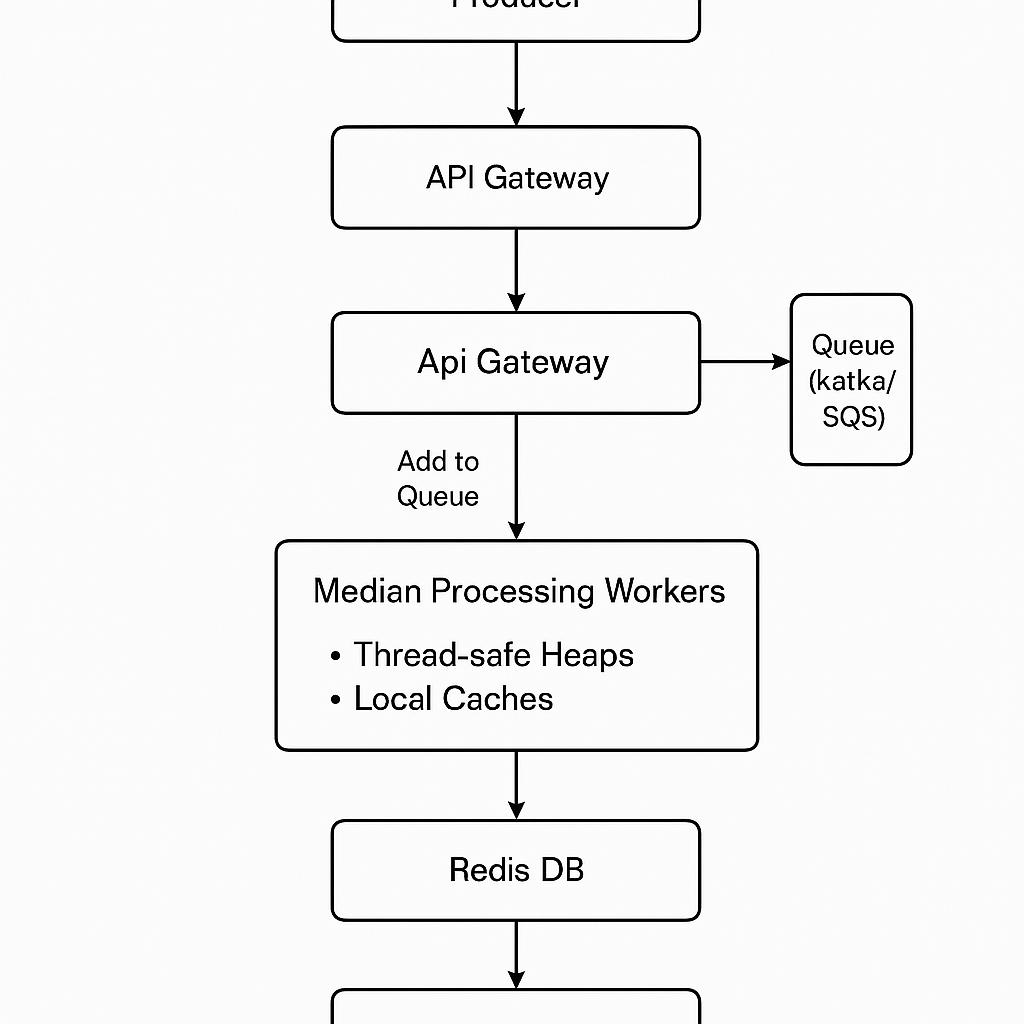 Producer
API Gateway
Api Gateway
Queue
(katka/
SQS)
Add to
Queue
Median Processing Workers
• Thread-safe Heaps
• Local Caches
Redis DB